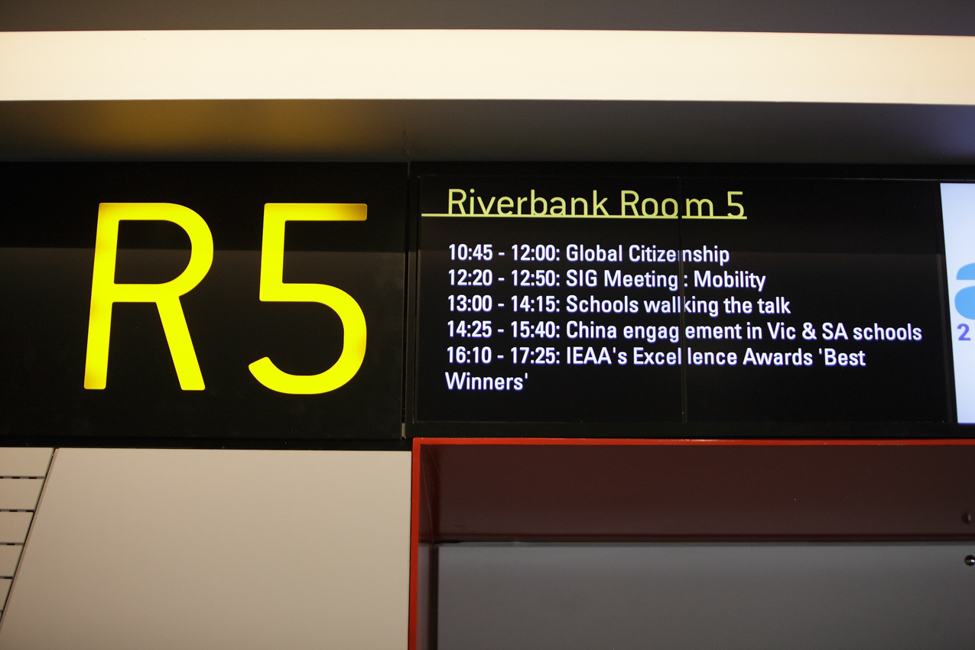 R5
Riverbank Room 5
10:45 - 12:00: Global Citizenship
12:20 - 12:50: SIG Meeting : Mobility
13:00 - 14:15: Schools walking the talk
14:25 - 15:40: China engagement in Vic & SA schools
16:10 - 17:25: IEAA's Excellence Awards 'Best
Winners'
2